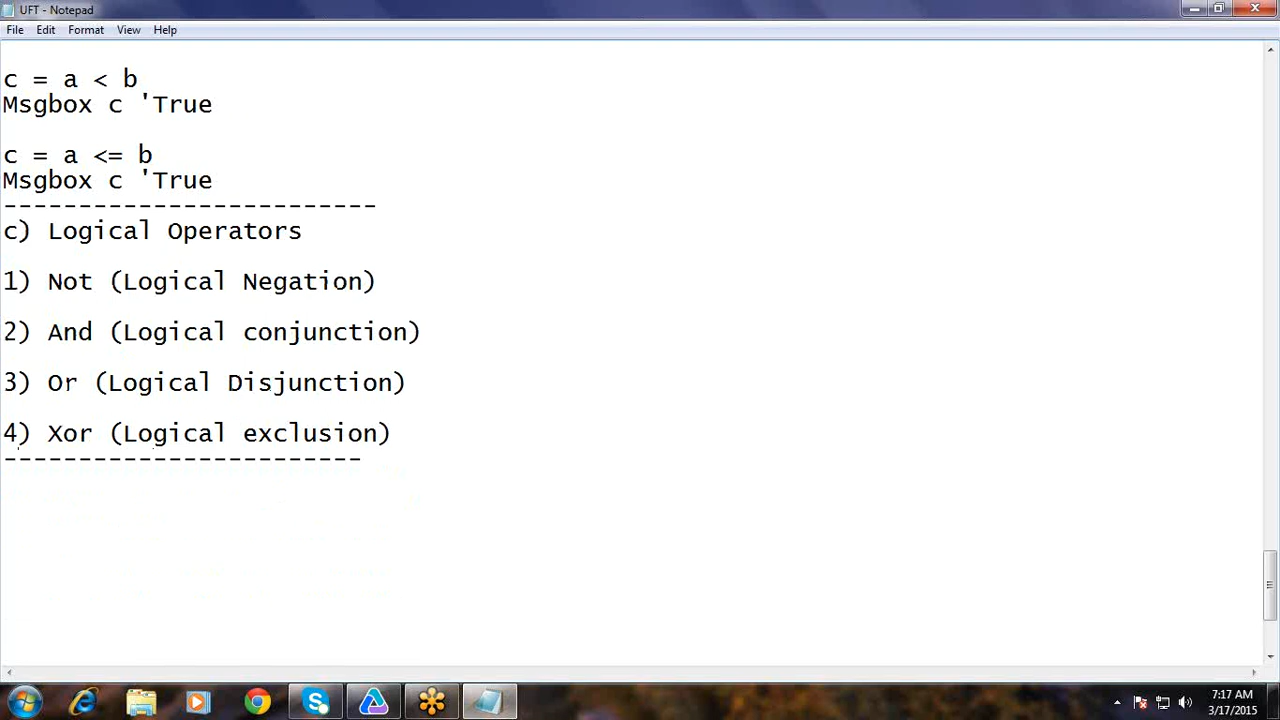 UFT - Notepad
File Edit Format View Help
c = a < b
Msgbox c 'True
c = a <= b
Msgbox c 'True
-------------------------
c) Logical Operators
1) Not (Logical Negation)
2) And (Logical conjunction)
3) Or (Logical Disjunction)
4) Xor (Logical exclusion)
------------------------
7:17 AM
3/17/2015